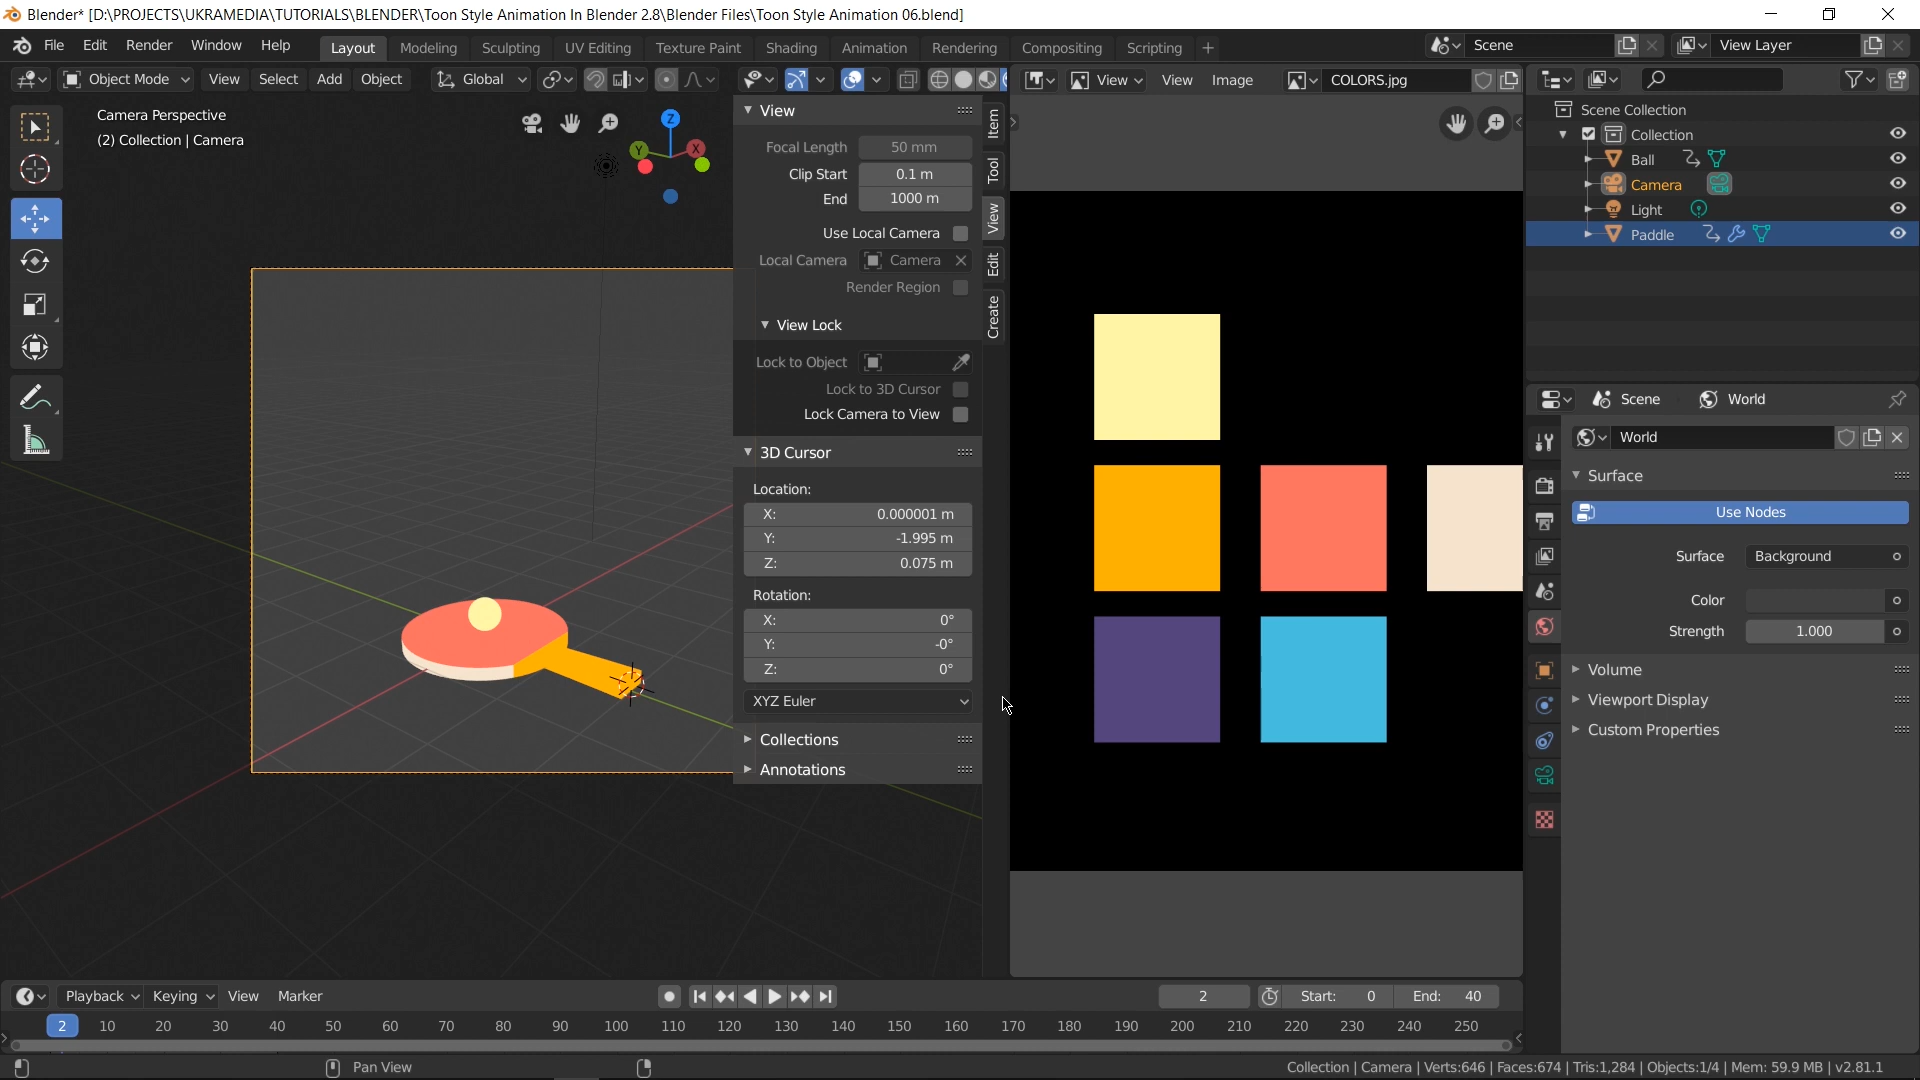 Blender* [D:\PROJECTS\UKRAMEDIA\TUTORIALS\BLENDER\Toon Style Animation In Blender 2.8\Blender Files\Toon Style Animation 06.blend]
File Edit Render Window Help Layout Modeling Sculpting UV Editing Texture Paint Shading Animation Rendering Compositing Scripting + Scene View Layer
Object Mode View Select Add Object Global View View Image COLORS.jpg
Camera Perspective
(2) Collection | Camera
Z
Y
X
View
Focal Length 50 mm
Clip Start 0.1 m
End 1000 m
Use Local Camera
Local Camera Camera
Render Region
View Lock
Lock to Object
Lock to 3D Cursor
Lock Camera to View
3D Cursor
Location:
X: 0.000001 m
Y: -1.995 m
Z: 0.075 m
Rotation:
X: 0°
Y: -0°
Z: 0°
XYZ Euler
Collections
Annotations
Item
Tool
View
Edit
Create
Scene Collection
Collection
Ball
Camera
Light
Paddle
Scene World
World
Surface
Use Nodes
Surface Background
Color
Strength 1.000
Volume
Viewport Display
Custom Properties
Playback Keying View Marker 2 Start: 0 End: 40
2 10 20 30 40 50 60 70 80 90 100 110 120 130 140 150 160 170 180 190 200 210 220 230 240 250
Pan View Collection | Camera | Verts:646 | Faces:674 | Tris:1,284 | Objects:1/4 | Mem: 59.9 MB | v2.81.1